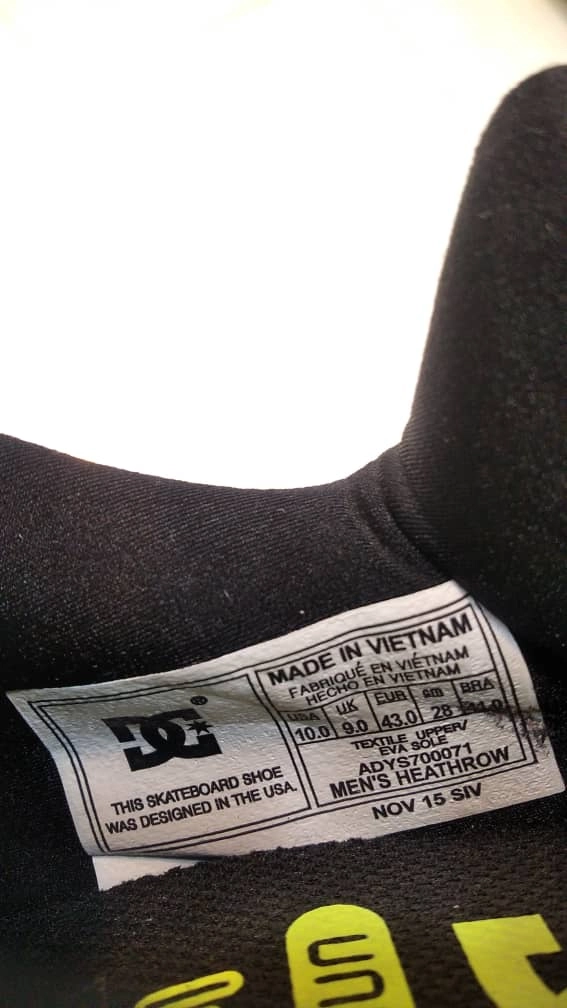 DC®
THIS SKATEBOARD SHOE
WAS DESIGNED IN THE USA.
MADE IN VIETNAM
FABRIQUÉ EN VIÉTNAM
HECHO EN VIETNAM
USA UK EUR cm BRA
10.0 9.0 43.0 28
TEXTILE UPPER/
EVA SOLE
ADYS700071
MEN'S HEATHROW
NOV 15 SIV